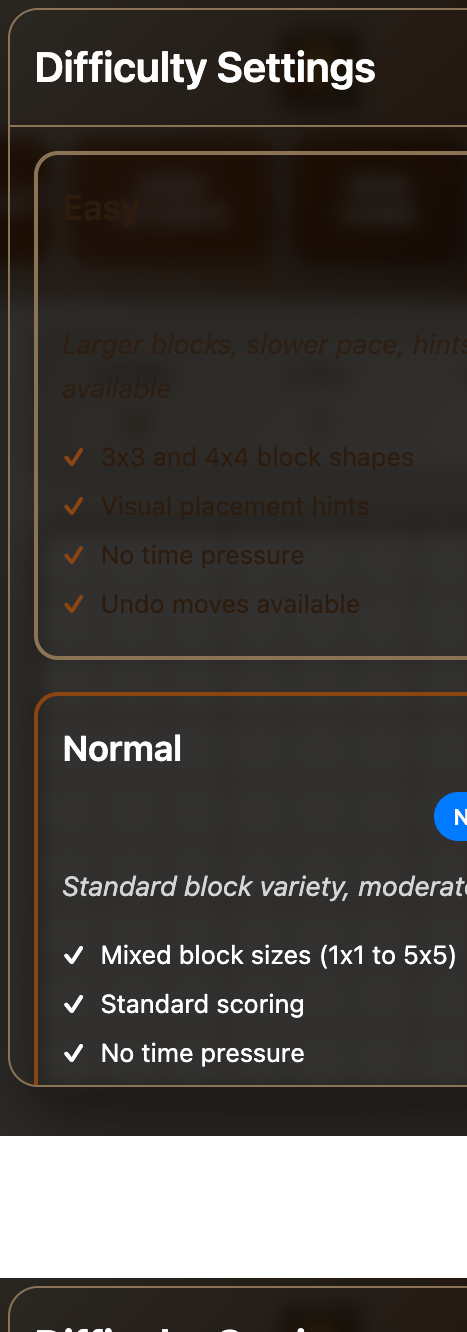 Difficulty Settings
Easy
Larger blocks, slower pace, hints
available
3x3 and 4x4 block shapes
Visual placement hints
No time pressure
Undo moves available
Normal
N
Standard block variety, moderate
Mixed block sizes (1x1 to 5x5)
Standard scoring
No time pressure